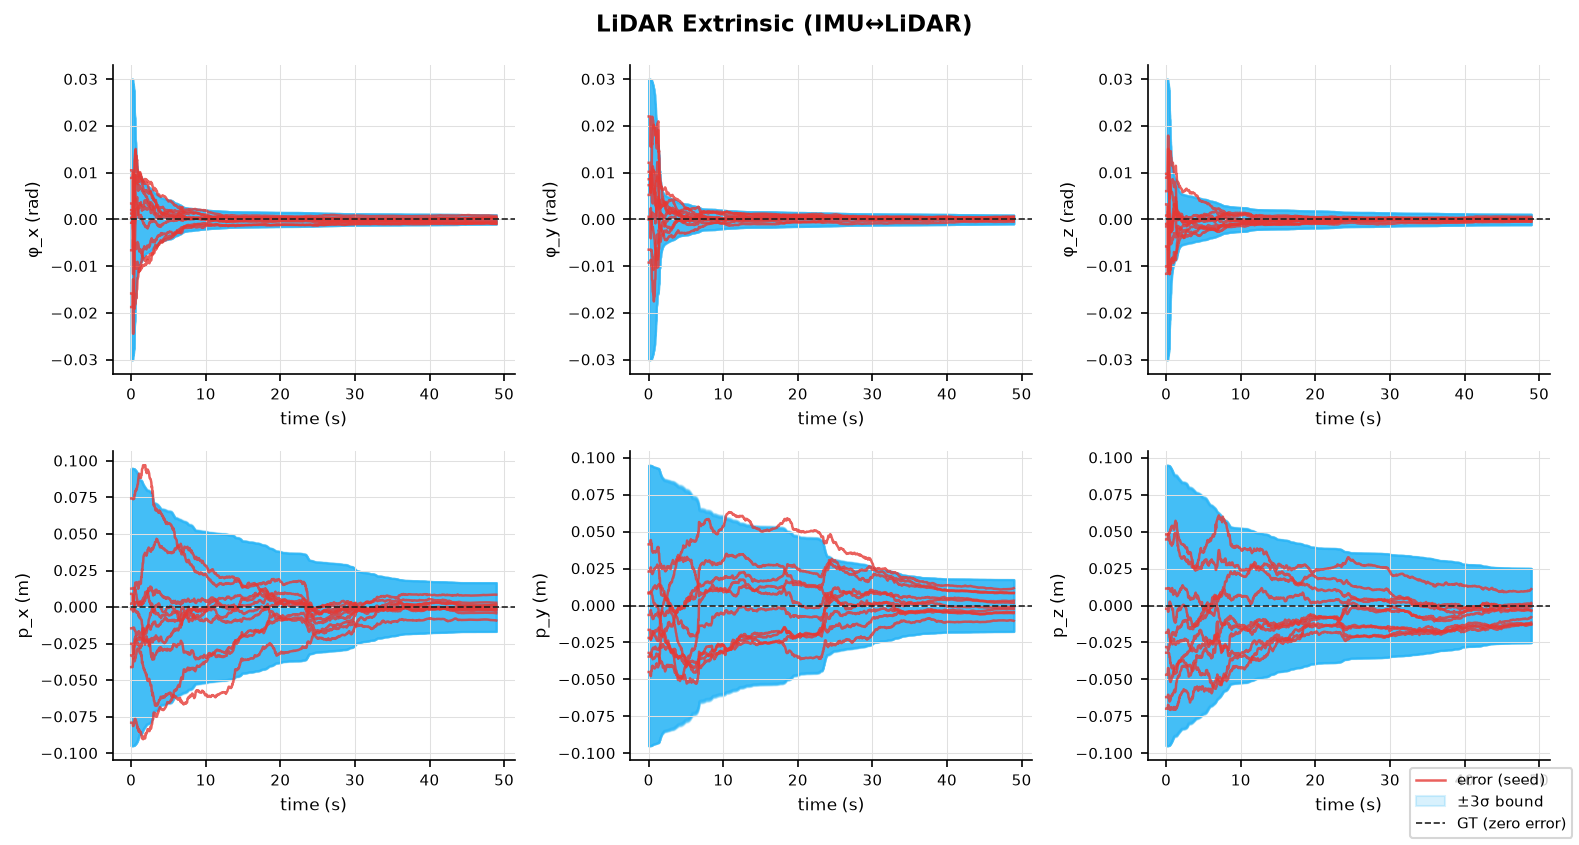 LiDAR Extrinsic (IMU↔LiDAR)
φ_x (rad)
0.03
0.02
0.01
0.00
−0.01
−0.02
−0.03
0 10 20 30 40 50
time (s)
φ_y (rad)
0.03
0.02
0.01
0.00
−0.01
−0.02
−0.03
0 10 20 30 40 50
time (s)
φ_z (rad)
0.03
0.02
0.01
0.00
−0.01
−0.02
−0.03
0 10 20 30 40 50
time (s)
p_x (m)
0.100
0.075
0.050
0.025
0.000
−0.025
−0.050
−0.075
−0.100
0 10 20 30 40 50
time (s)
p_y (m)
0.100
0.075
0.050
0.025
0.000
−0.025
−0.050
−0.075
−0.100
0 10 20 30 40 50
time (s)
p_z (m)
0.100
0.075
0.050
0.025
0.000
−0.025
−0.050
−0.075
−0.100
0 10 20 30
time (s)
error (seed)
±3σ bound
GT (zero error)